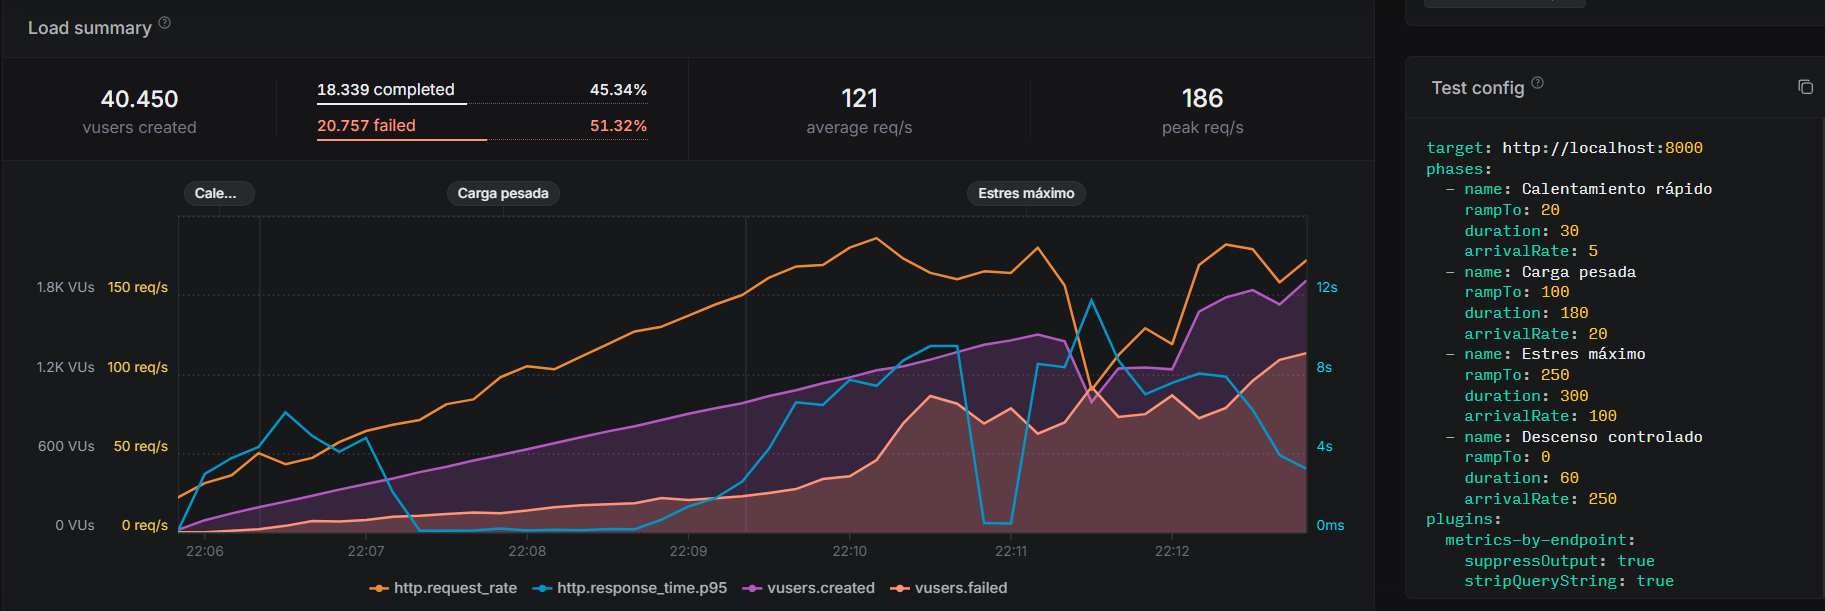 Load summary
40.450
vusers created
18.339 completed 45.34%
20.757 failed 51.32%
121
average req/s
186
peak req/s
Cale...
Carga pesada
Estres máximo
1.8K VUs 150 req/s 12s
1.2K VUs 100 req/s 8s
600 VUs 50 req/s 4s
0 VUs 0 req/s 0ms
22:06 22:07 22:08 22:09 22:10 22:11 22:12
http.request_rate http.response_time.p95 vusers.created vusers.failed
Test config
target: http://localhost:8000
phases:
- name: Calentamiento rápido
rampTo: 20
duration: 30
arrivalRate: 5
- name: Carga pesada
rampTo: 100
duration: 180
arrivalRate: 20
- name: Estres máximo
rampTo: 250
duration: 300
arrivalRate: 100
- name: Descenso controlado
rampTo: 0
duration: 60
arrivalRate: 250
plugins:
metrics-by-endpoint:
suppressOutput: true
stripQueryString: true